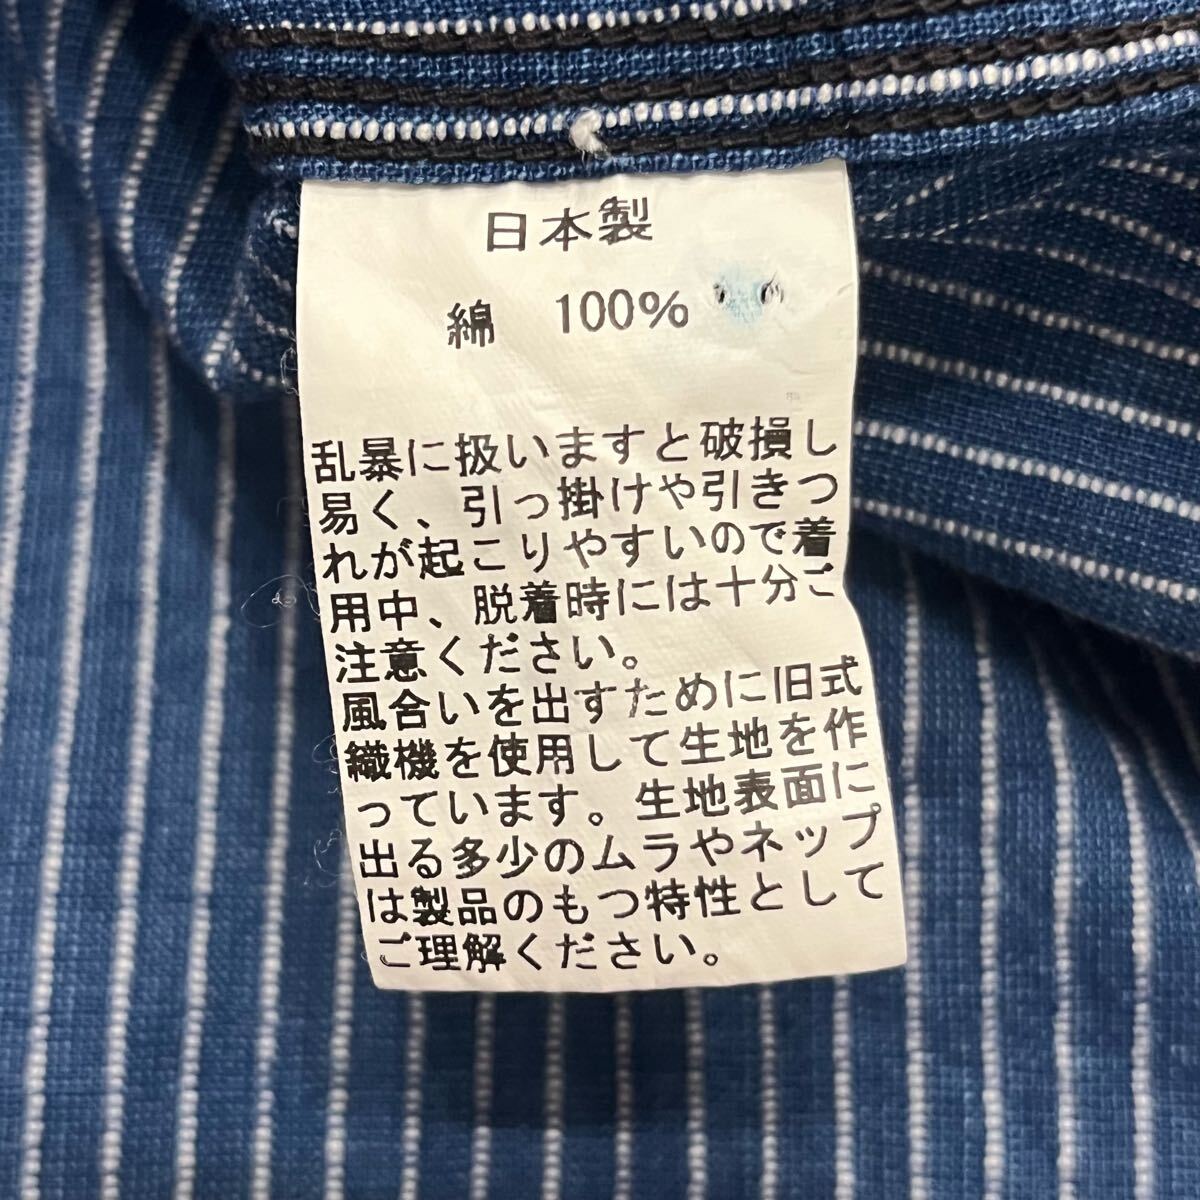 日本製
綿　100%
乱暴に扱いますと破損し
易く、引っ掛けや引きつ
れが起こりやすいので着
用中、脱着時には十分ご
注意ください。
風合いを出すために旧式
織機を使用して生地を作
っています。生地表面に
出る多少のムラやネップ
は製品のもつ特性として
ご理解ください。